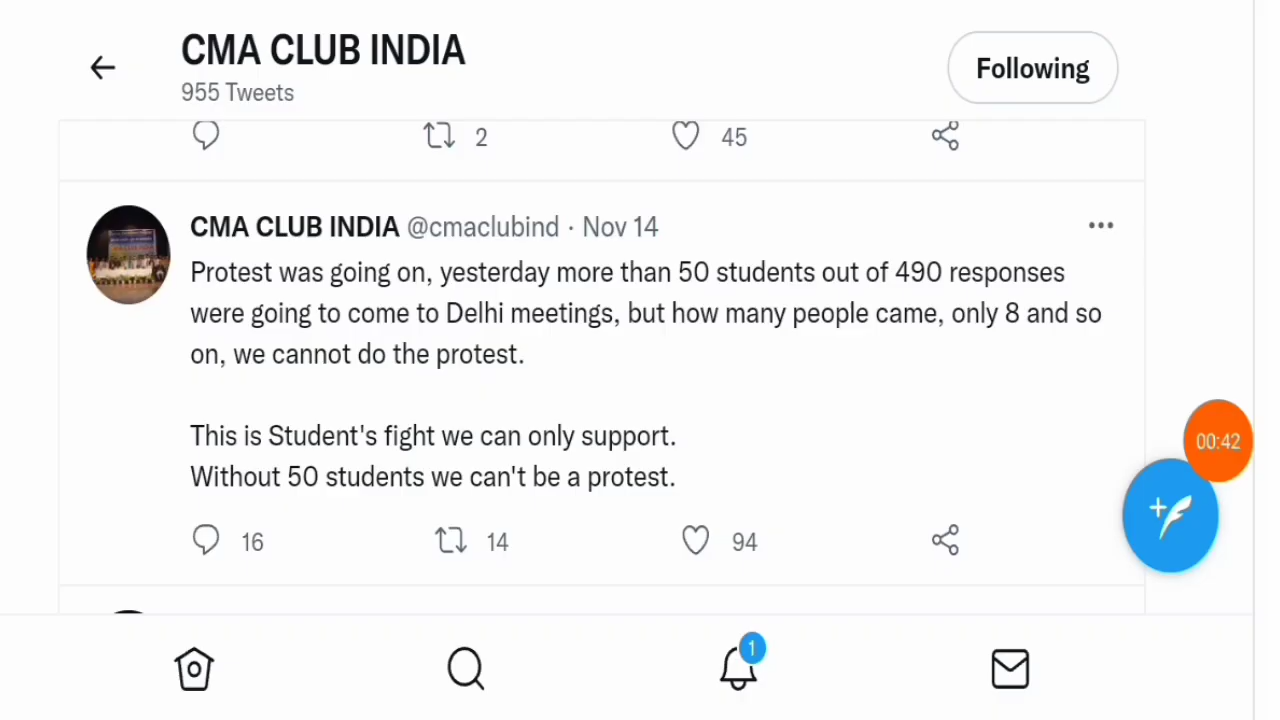 CMA CLUB INDIA
955 Tweets
Following
2
45
CMA CLUB INDIA @cmaclubind · Nov 14
Protest was going on, yesterday more than 50 students out of 490 responses
were going to come to Delhi meetings, but how many people came, only 8 and so
on, we cannot do the protest.
This is Student's fight we can only support.
Without 50 students we can't be a protest.
16
14
94
00:42
1